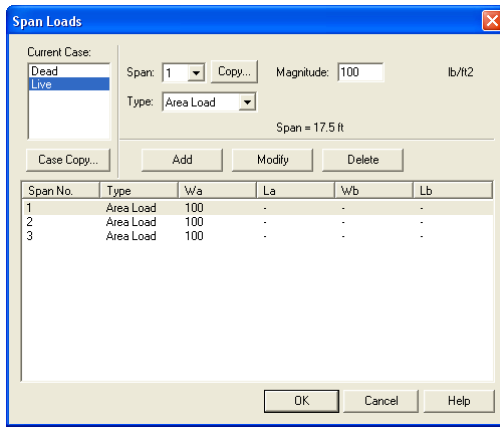 Span Loads
Current Case:
Dead
Live
Span: 1 Copy... Magnitude: 100 lb/ft2
Type: Area Load
Span = 17.5 ft
Case Copy... Add Modify Delete
Span No. Type Wa La Wb Lb
1 Area Load 100 - - -
2 Area Load 100 - - -
3 Area Load 100 - - -
OK Cancel Help